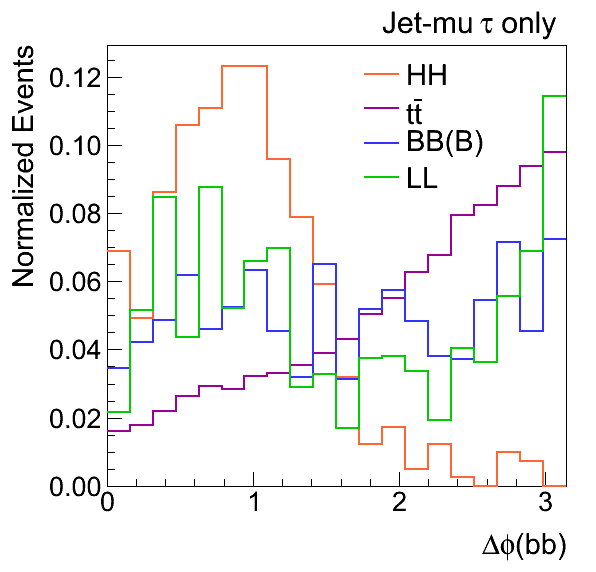 Jet-mu τ only
Normalized Events
0.12
0.10
0.08
0.06
0.04
0.02
0.00
HH
tt̄
BB(B)
LL
0 1 2 3
Δϕ(bb)